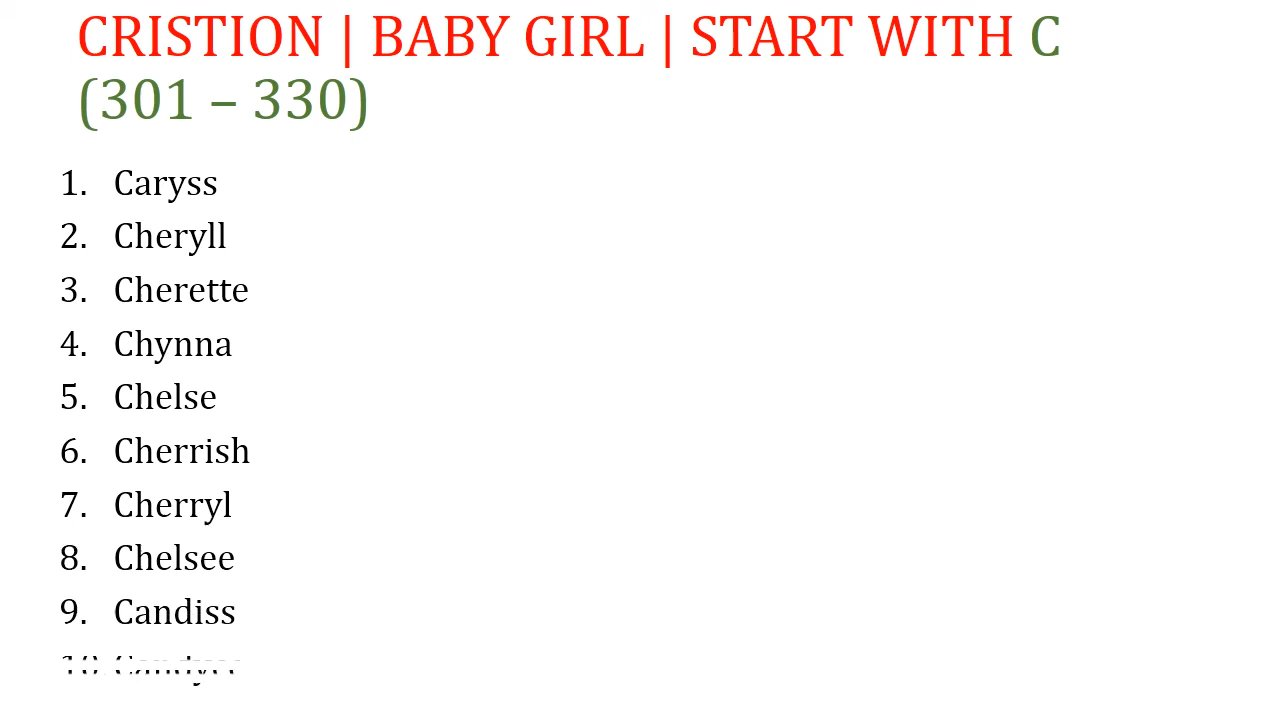 CRISTION | BABY GIRL | START WITH C
(301 – 330)
1. Caryss
2. Cheryll
3. Cherette
4. Chynna
5. Chelse
6. Cherrish
7. Cherryl
8. Chelsee
9. Candiss
10.